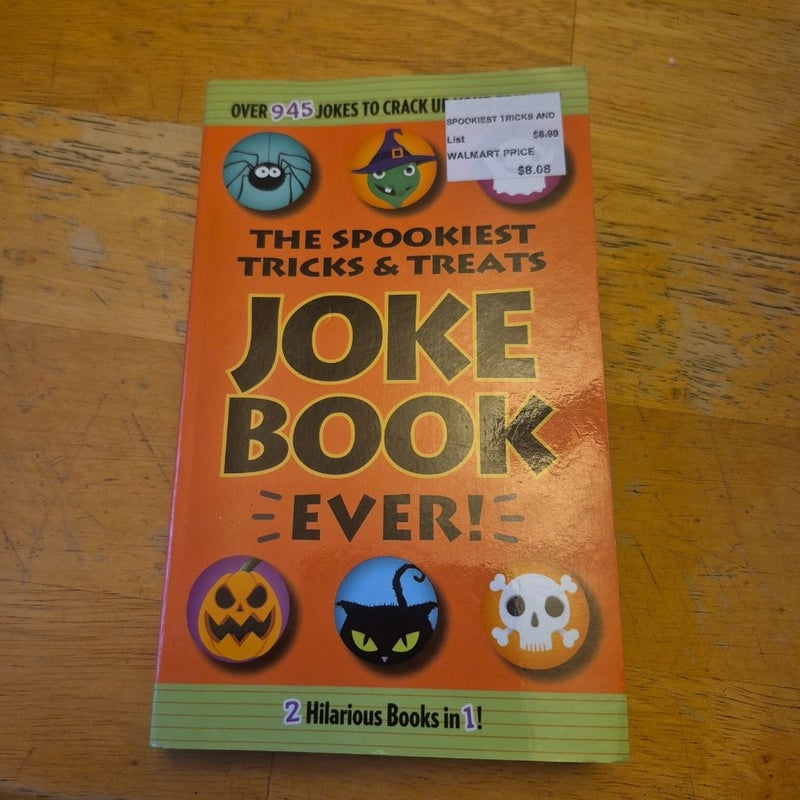 OVER 945 JOKES TO CRACK UP
SPOOKIEST TRICKS AND
List $8.99
WALMART PRICE
$8.08
THE SPOOKIEST
TRICKS & TREATS
JOKE
BOOK
EVER!
2 Hilarious Books in 1!